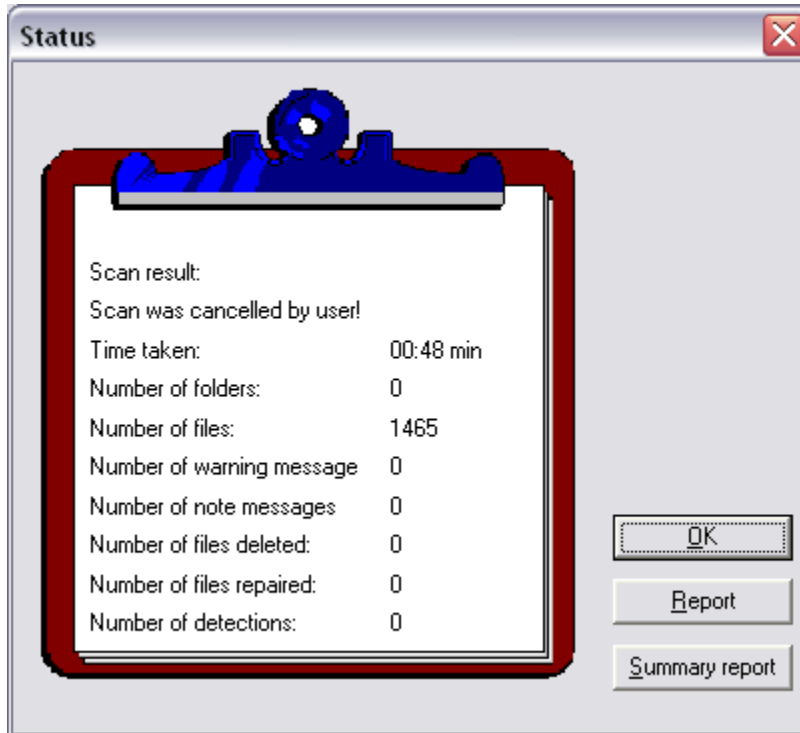 Status
Scan result:
Scan was cancelled by user!
Time taken: 00:48 min
Number of folders: 0
Number of files: 1465
Number of warning message 0
Number of note messages 0
Number of files deleted: 0
Number of files repaired: 0
Number of detections: 0
OK
Report
Summary report